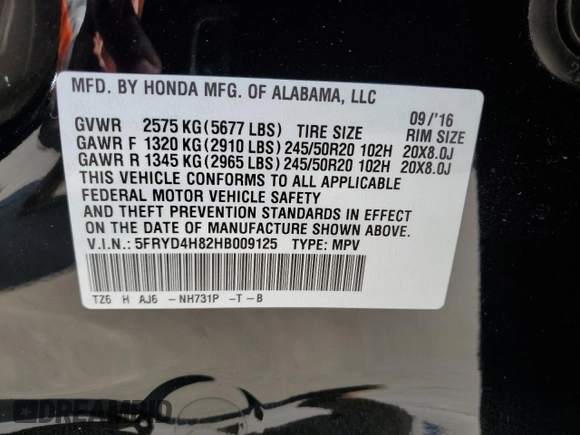 MFD. BY HONDA MFG. OF ALABAMA, LLC
09/'16
GVWR 2575 KG (5677 LBS) TIRE SIZE RIM SIZE
GAWR F 1320 KG (2910 LBS) 245/50R20 102H 20X8.0J
GAWR R 1345 KG (2965 LBS) 245/50R20 102H 20X8.0J
THIS VEHICLE CONFORMS TO ALL APPLICABLE
FEDERAL MOTOR VEHICLE SAFETY
AND THEFT PREVENTION STANDARDS IN EFFECT
ON THE DATE OF MANUFACTURE SHOWN ABOVE.
V.I.N.: 5FRYD4H82HB009125 TYPE: MPV
TZ6 H AJ6 -NH731P -T-B